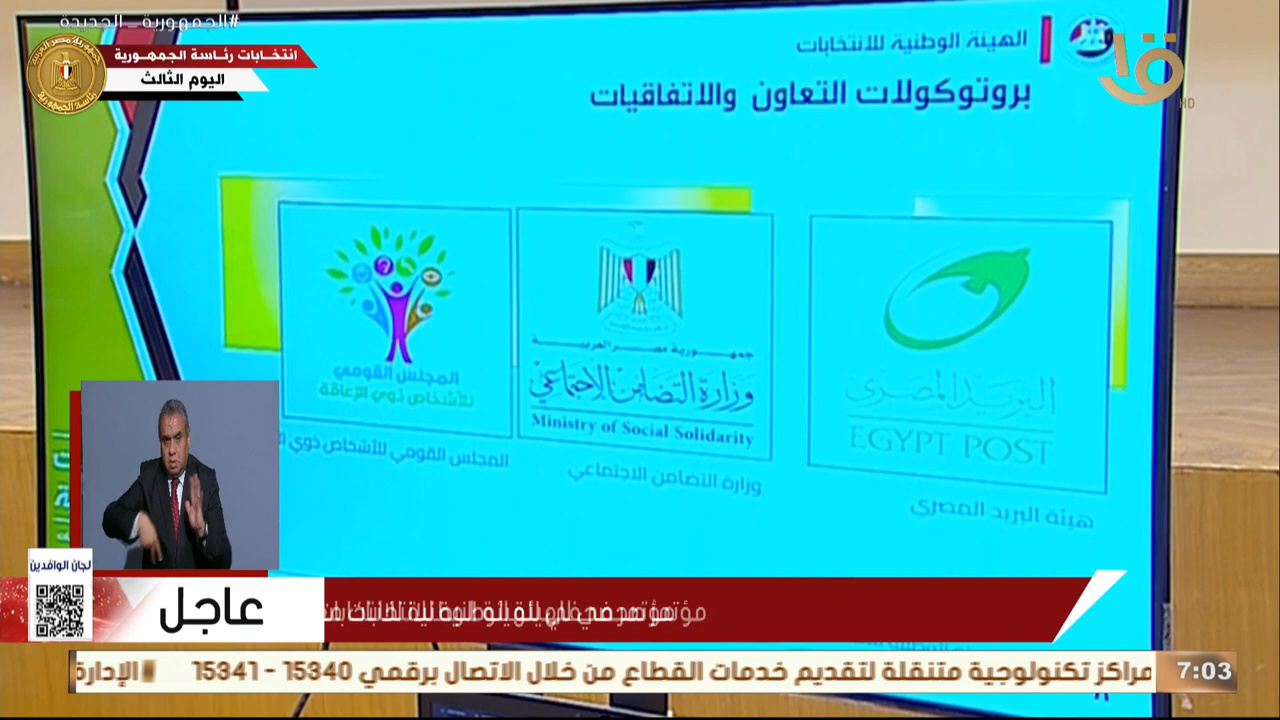 #الجمهورية_الجديدة
انتخابات رئاسة الجمهورية
اليوم الثالث
HD
الهيئة الوطنية للانتخابات
بروتوكولات التعاون والاتفاقيات
المجلس القومي
للأشخاص ذوي الإعاقة
المجلس القومي للأشخاص ذوي
جمهورية مصر العربية
وزارة التضامن الاجتماعي
Ministry of Social Solidarity
وزارة التضامن الاجتماعي
البريد المصرى
EGYPT POST
هيئة البريد المصري
لجان الوافدين
عاجل
مراكز تكنولوجية متنقلة لتقديم خدمات القطاع من خلال الاتصال برقمي 15340 - 15341
الإدارة
7:03